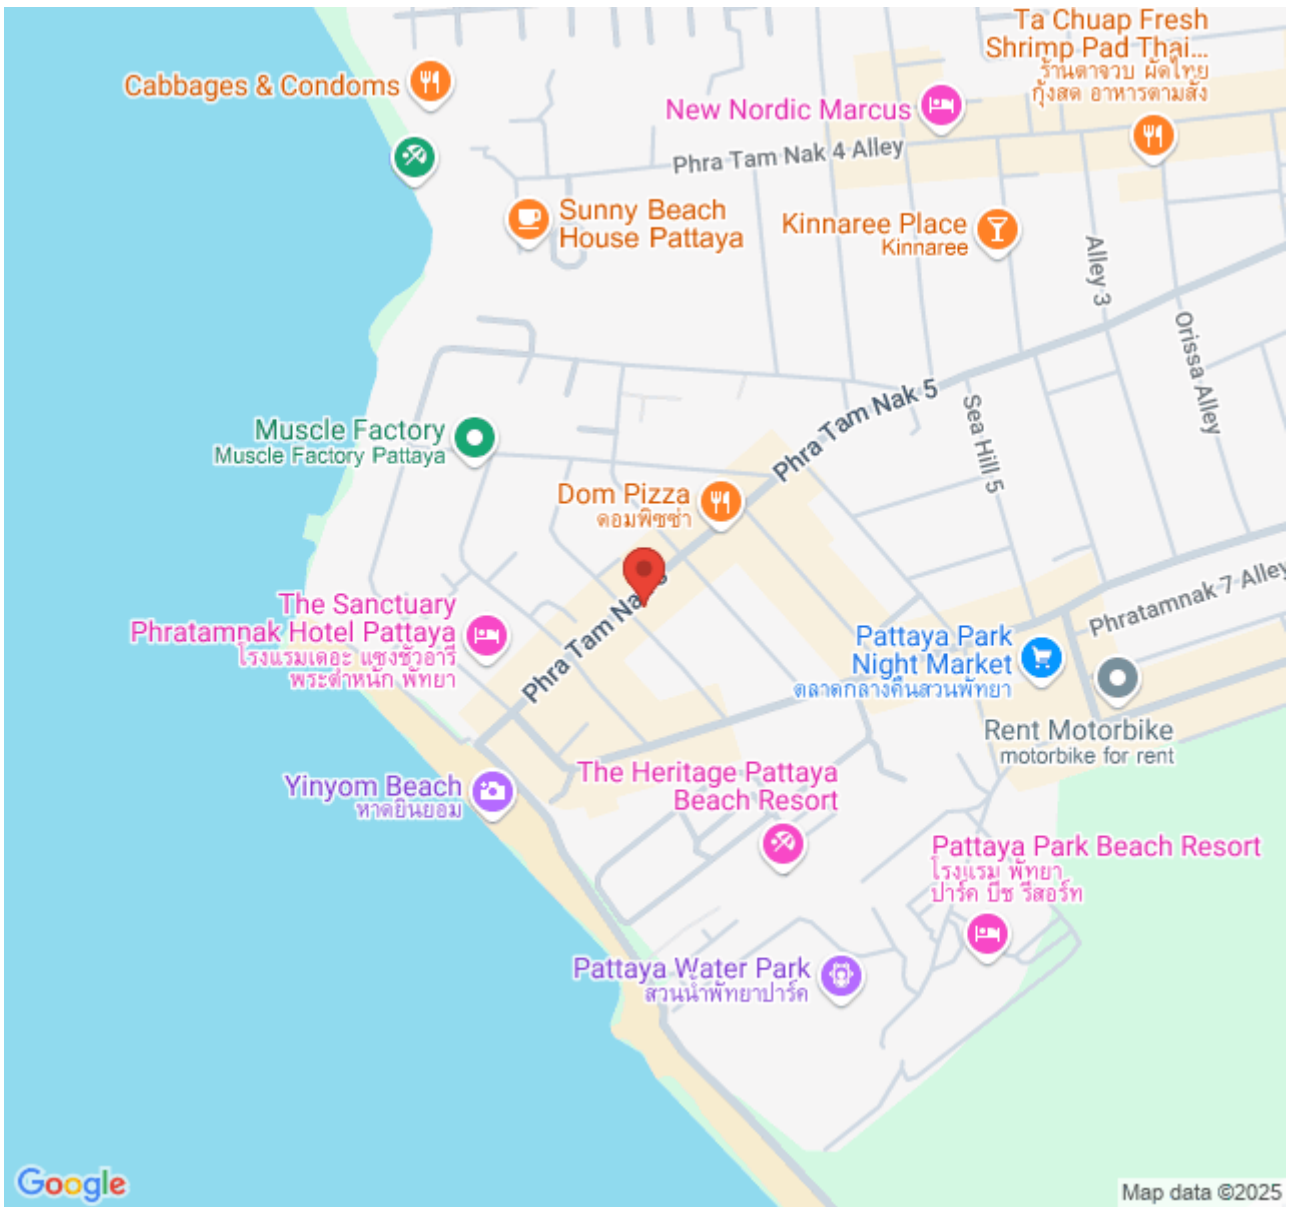 Ta Chuap Fresh
Shrimp Pad Thai...
ร้านตาจวบ ผัดไทย
กุ้งสด อาหารตามสั่ง
Cabbages & Condoms
New Nordic Marcus
Phra Tam Nak 4 Alley
Sunny Beach
House Pattaya
Kinnaree Place
Kinnaree
Alley 3
Orissa Alley
Phra Tam Nak 5
Sea Hill 5
Muscle Factory
Muscle Factory Pattaya
Dom Pizza
ดอมพิซซ่า
Phratamnak 7 Alley
The Sanctuary
Phratamnak Hotel Pattaya
โรงแรมเดอะ แซงชัวอารี
พระตำหนัก พัทยา
Phra Tam Na
Pattaya Park
Night Market
ตลาดกลางคืนสวนพัทยา
Rent Motorbike
motorbike for rent
Yinyom Beach
หาดยินยอม
The Heritage Pattaya
Beach Resort
Pattaya Park Beach Resort
โรงแรม พัทยา
ปาร์ค บีช รีสอร์ท
Pattaya Water Park
สวนน้ำพัทยาปาร์ค
Google
Map data ©2025